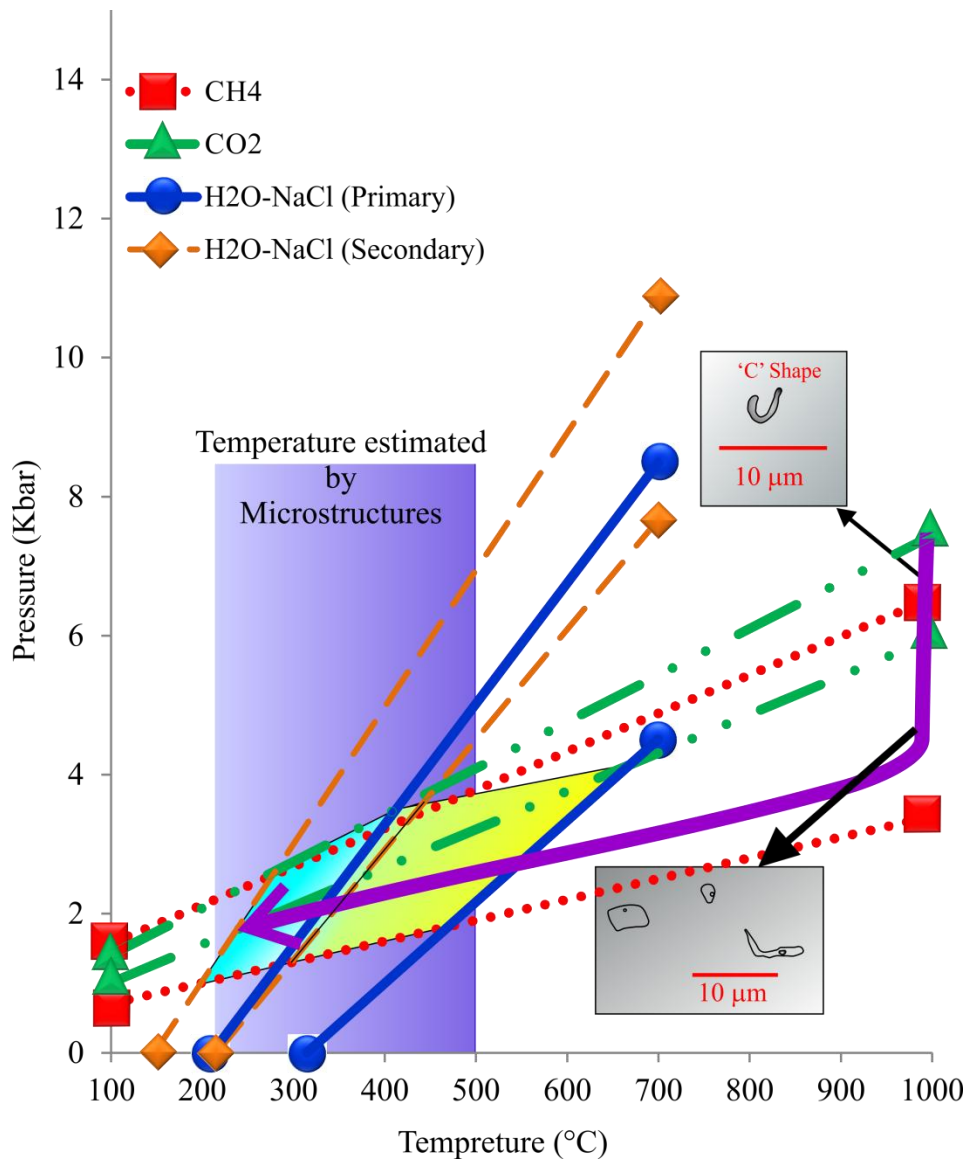 14
12
10
8
6
4
2
0
Pressure (Kbar)
CH4
CO2
H2O-NaCl (Primary)
H2O-NaCl (Secondary)
Temperature estimated
by
Microstructures
‘C’ Shape
10 μm
10 μm
100 200 300 400 500 600 700 800 900 1000
Tempreture (°C)